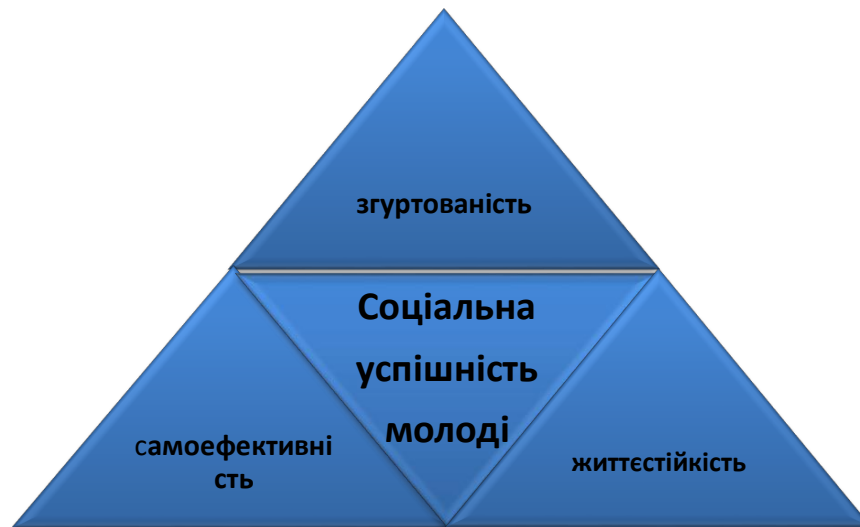 згуртованість
Соціальна
успішність
молоді
самоефективні
сть
життєстійкість